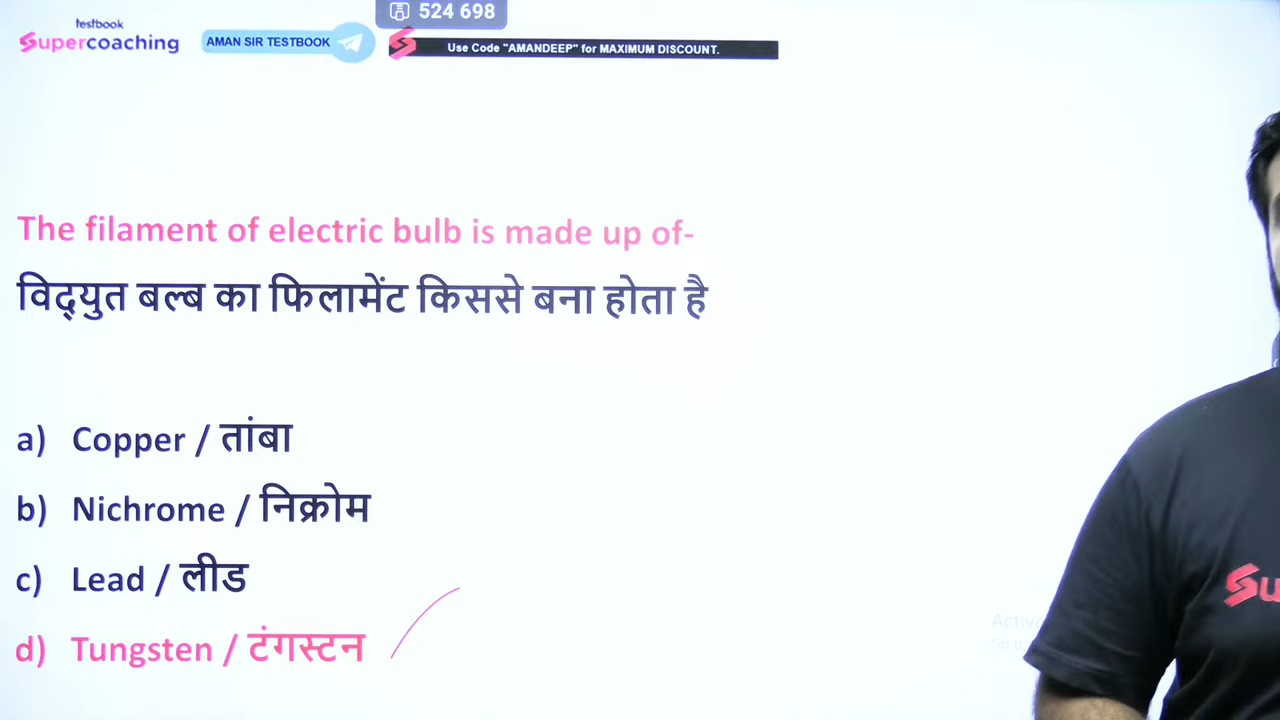 testbook
Supercoaching
AMAN SIR TESTBOOK
524 698
Use Code "AMANDEEP" for MAXIMUM DISCOUNT.
The filament of electric bulb is made up of-
विद्युत बल्ब का फिलामेंट किससे बना होता है
a) Copper / तांबा
b) Nichrome / निक्रोम
c) Lead / लीड
d) Tungsten / टंगस्टन
Su